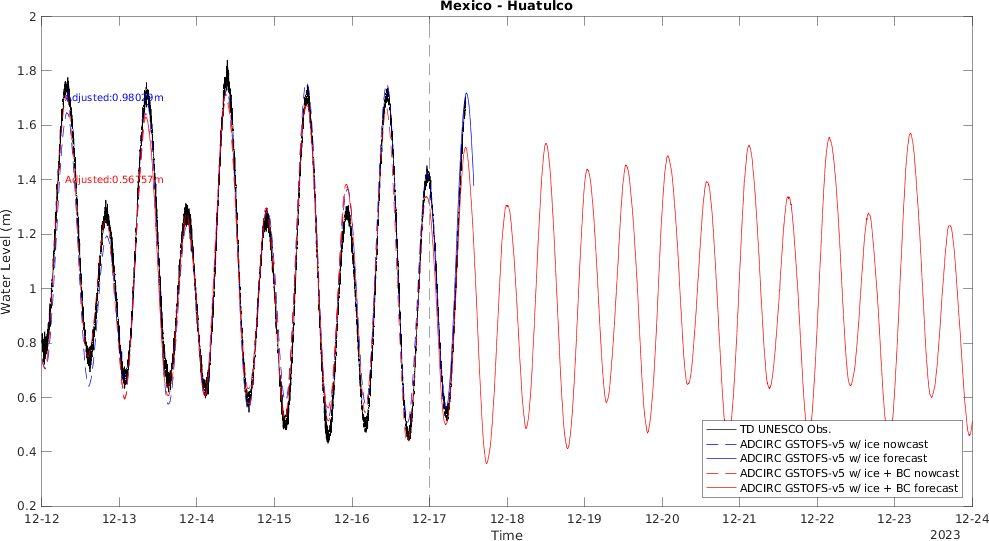 Mexico - Huatulco
Water Level (m)
2
1.8
1.6
1.4
1.2
1
0.8
0.6
0.4
0.2
Adjusted:0.98029m
Adjusted:0.56757m
TD UNESCO Obs.
ADCIRC GSTOFS-v5 w/ ice nowcast
ADCIRC GSTOFS-v5 w/ ice forecast
ADCIRC GSTOFS-v5 w/ ice + BC nowcast
ADCIRC GSTOFS-v5 w/ ice + BC forecast
12-12 12-13 12-14 12-15 12-16 12-17 12-18 12-19 12-20 12-21 12-22 12-23 12-24
Time
2023